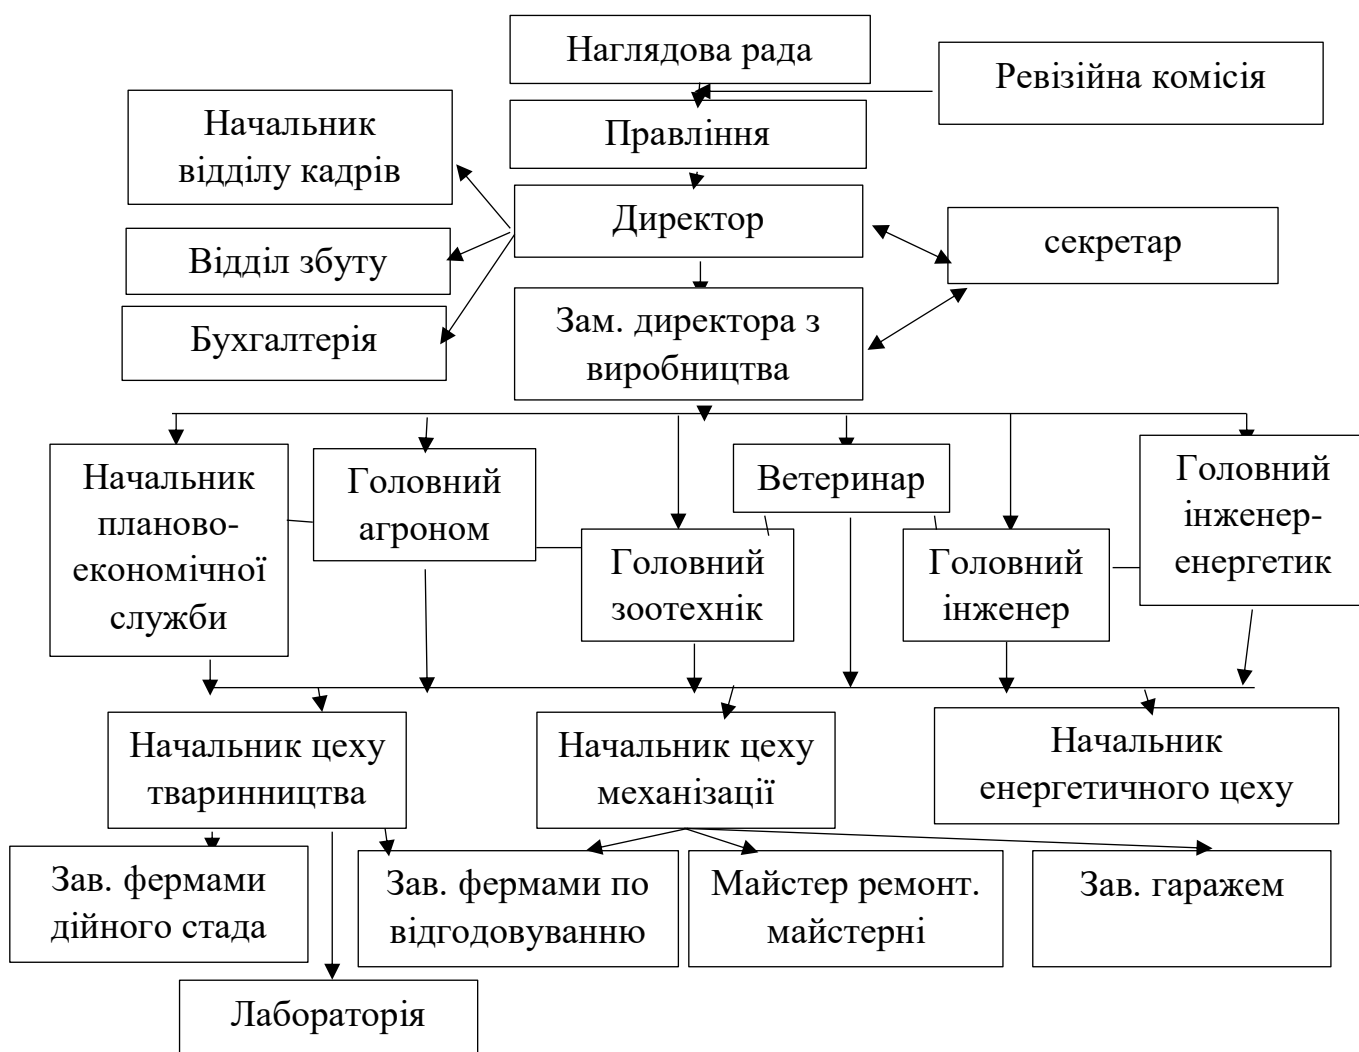 Наглядова рада
Ревізійна комісія
Начальник
відділу кадрів
Правління
Директор
секретар
Відділ збуту
Бухгалтерія
Зам. директора з
виробництва
Начальник
планово-
економічної
служби
Головний
агроном
Головний
зоотехнік
Ветеринар
Головний
інженер
Головний
інженер-
енергетик
Начальник цеху
тваринництва
Начальник цеху
механізації
Начальник
енергетичного цеху
Зав. фермами
дійного стада
Зав. фермами по
відгодовуванню
Майстер ремонт.
майстерні
Зав. гаражем
Лабораторія